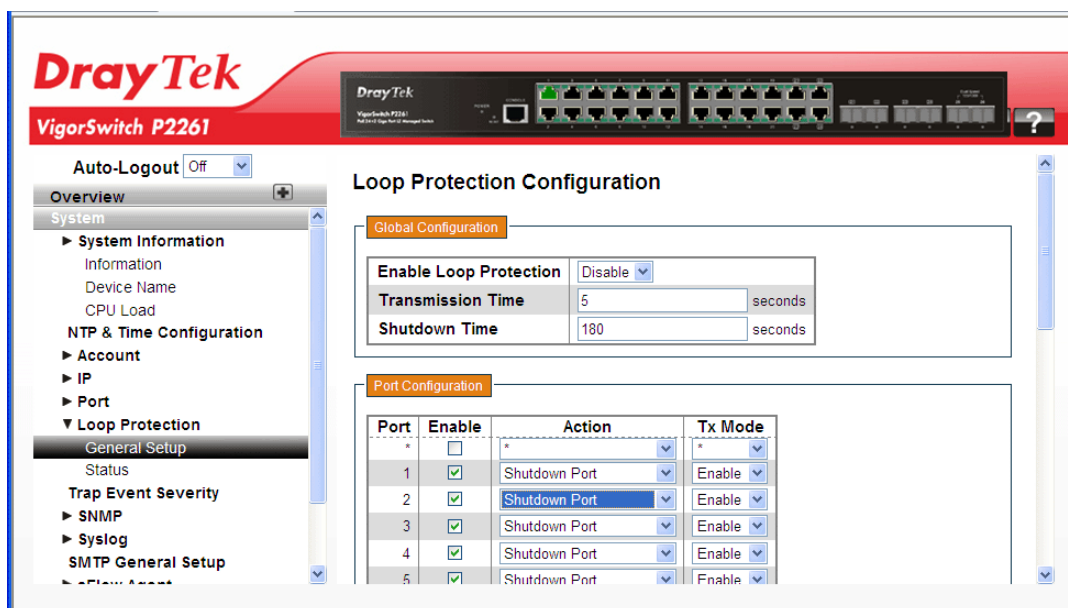 DrayTek
VigorSwitch P2261
DrayTek
VigorSwitch P2261
?
Auto-Logout Off
Overview
System
► System Information
Information
Device Name
CPU Load
NTP & Time Configuration
► Account
► IP
► Port
▼ Loop Protection
General Setup
Status
Trap Event Severity
► SNMP
► Syslog
SMTP General Setup
► sFlow Agent
Loop Protection Configuration
Global Configuration
Enable Loop Protection Disable
Transmission Time 5 seconds
Shutdown Time 180 seconds
Port Configuration
Port Enable Action Tx Mode
* * *
1 Shutdown Port Enable
2 Shutdown Port Enable
3 Shutdown Port Enable
4 Shutdown Port Enable
5 Shutdown Port Enable